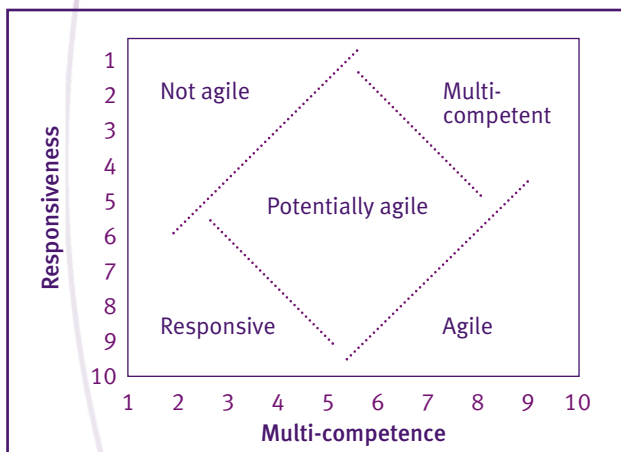 Responsiveness
1
2
3
4
5
6
7
8
9
10
Not agile
Multi-
competent
Potentially agile
Responsive
Agile
1 2 3 4 5 6 7 8 9 10
Multi-competence